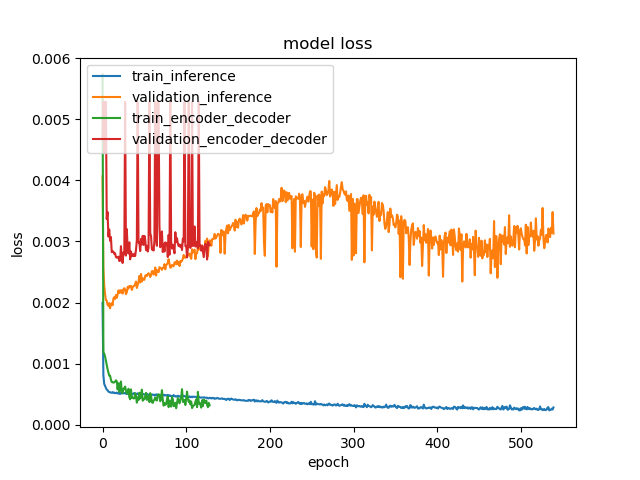 model loss
0.006
0.005
0.004
0.003
0.002
0.001
0.000
loss
train_inference
validation_inference
train_encoder_decoder
validation_encoder_decoder
0 100 200 300 400 500
epoch